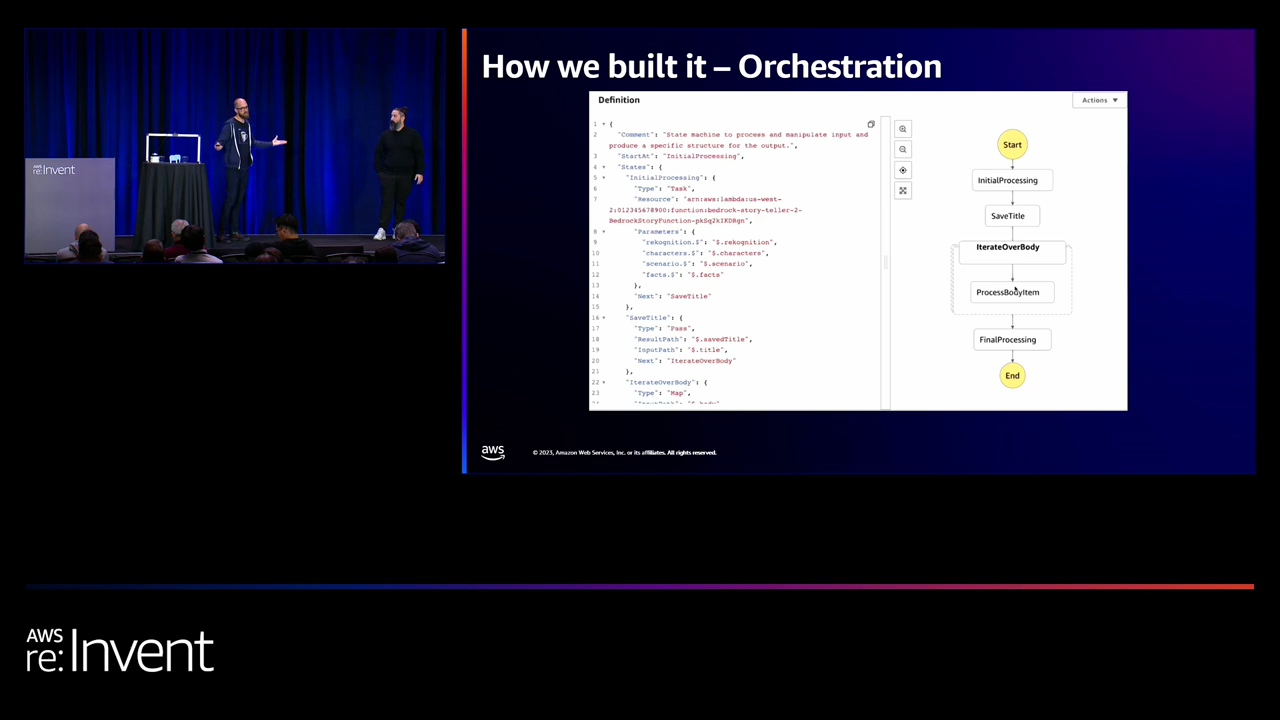 How we built it – Orchestration
Definition
Actions ▼
1 {
2 "Comment": "State machine to process and manipulate input and
produce a specific structure for the output.",
3 "StartAt": "InitialProcessing",
4 "States": {
5 "InitialProcessing": {
6 "Type": "Task",
7 "Resource": "arn:aws:lambda:us-west-
2:012345678900:function:bedrock-story-teller-2-
BedrockStoryFunction-pkSq2kIKDRgn",
8 "Parameters": {
9 "rekognition.$": "$.rekognition",
10 "characters.$": "$.characters",
11 "scenario.$": "$.scenario",
12 "facts.$": "$.facts"
13 },
14 "Next": "SaveTitle"
15 },
16 "SaveTitle": {
17 "Type": "Pass",
18 "ResultPath": "$.savedTitle",
19 "InputPath": "$.title",
20 "Next": "IterateOverBody"
21 },
22 "IterateOverBody": {
23 "Type": "Map",
Start
InitialProcessing
SaveTitle
IterateOverBody
ProcessBodyItem
FinalProcessing
End
aws
© 2023, Amazon Web Services, Inc. or its affiliates. All rights reserved.
AWS
re:Invent
AWS
re:Invent